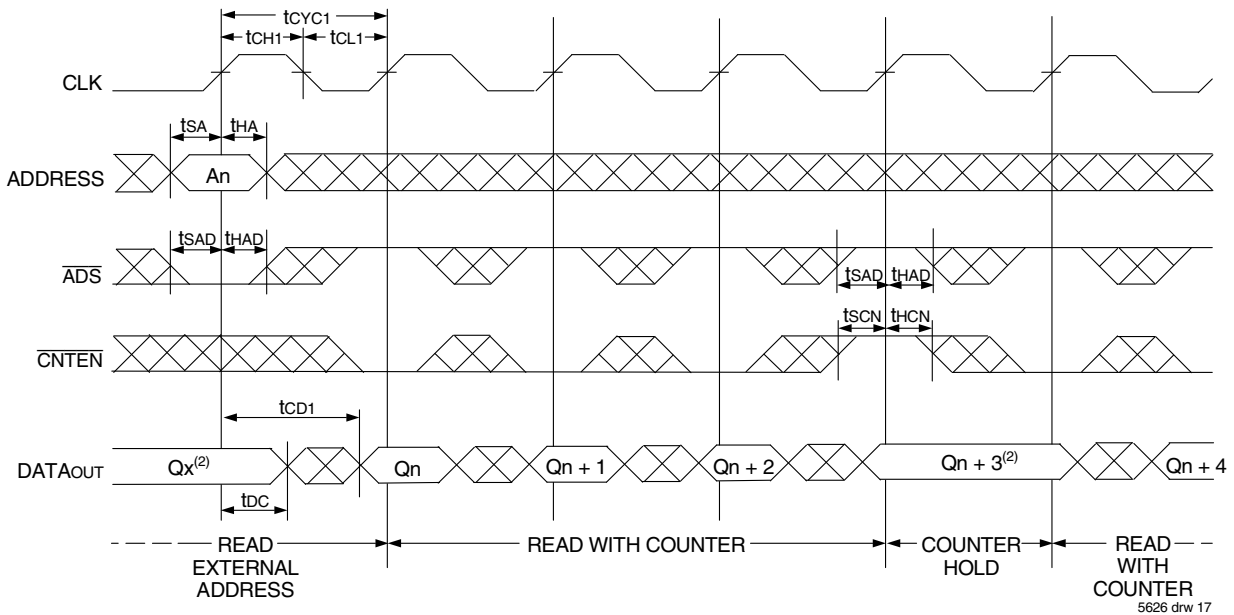 tCYC1
tCH1 tCL1
CLK
tSA tHA
ADDRESS An
tSAD tHAD
ADS
tSAD tHAD
tSCN tHCN
CNTEN
tCD1
DATAOUT Qx(2) Qn Qn + 1 Qn + 2 Qn + 3(2) Qn + 4
tDC
READ EXTERNAL ADDRESS
READ WITH COUNTER
COUNTER HOLD
READ WITH COUNTER
5626 drw 17